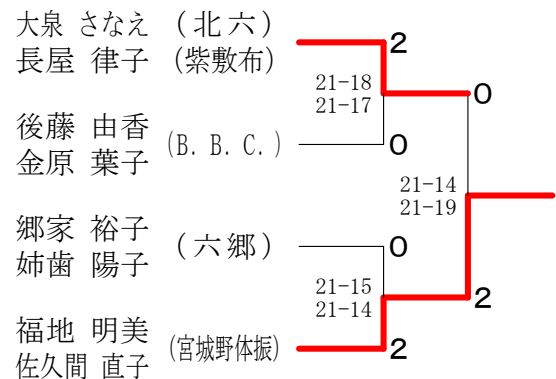 大泉 さなえ (北六) 2
長屋 律子 (紫敷布)
21-18
21-17
0
後藤 由香
金原 葉子 (B. B. C. ) 0
21-14
21-19
郷家 裕子
姉歯 陽子 (六郷) 0
21-15
21-14
2
福地 明美
佐久間 直子 (宮城野体振) 2